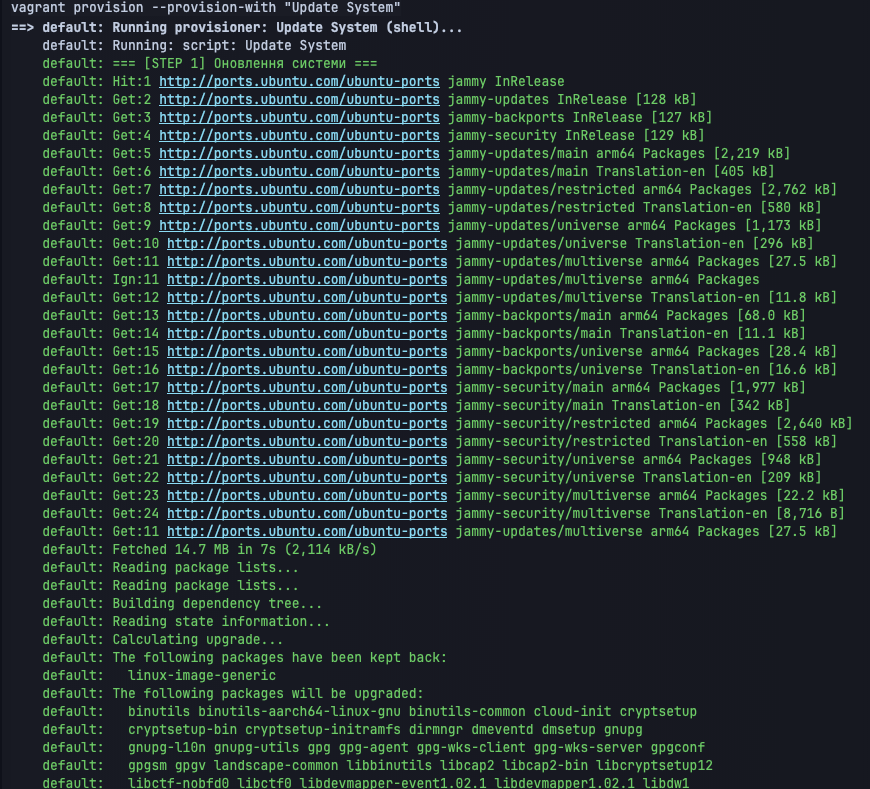 vagrant provision --provision-with "Update System"
==> default: Running provisioner: Update System (shell)...
default: Running: script: Update System
default: === [STEP 1] Оновлення системи ===
default: Hit:1 http://ports.ubuntu.com/ubuntu-ports jammy InRelease
default: Get:2 http://ports.ubuntu.com/ubuntu-ports jammy-updates InRelease [128 kB]
default: Get:3 http://ports.ubuntu.com/ubuntu-ports jammy-backports InRelease [127 kB]
default: Get:4 http://ports.ubuntu.com/ubuntu-ports jammy-security InRelease [129 kB]
default: Get:5 http://ports.ubuntu.com/ubuntu-ports jammy-updates/main arm64 Packages [2,219 kB]
default: Get:6 http://ports.ubuntu.com/ubuntu-ports jammy-updates/main Translation-en [405 kB]
default: Get:7 http://ports.ubuntu.com/ubuntu-ports jammy-updates/restricted arm64 Packages [2,762 kB]
default: Get:8 http://ports.ubuntu.com/ubuntu-ports jammy-updates/restricted Translation-en [580 kB]
default: Get:9 http://ports.ubuntu.com/ubuntu-ports jammy-updates/universe arm64 Packages [1,173 kB]
default: Get:10 http://ports.ubuntu.com/ubuntu-ports jammy-updates/universe Translation-en [296 kB]
default: Get:11 http://ports.ubuntu.com/ubuntu-ports jammy-updates/multiverse arm64 Packages [27.5 kB]
default: Ign:11 http://ports.ubuntu.com/ubuntu-ports jammy-updates/multiverse arm64 Packages
default: Get:12 http://ports.ubuntu.com/ubuntu-ports jammy-updates/multiverse Translation-en [11.8 kB]
default: Get:13 http://ports.ubuntu.com/ubuntu-ports jammy-backports/main arm64 Packages [68.0 kB]
default: Get:14 http://ports.ubuntu.com/ubuntu-ports jammy-backports/main Translation-en [11.1 kB]
default: Get:15 http://ports.ubuntu.com/ubuntu-ports jammy-backports/universe arm64 Packages [28.4 kB]
default: Get:16 http://ports.ubuntu.com/ubuntu-ports jammy-backports/universe Translation-en [16.6 kB]
default: Get:17 http://ports.ubuntu.com/ubuntu-ports jammy-security/main arm64 Packages [1,977 kB]
default: Get:18 http://ports.ubuntu.com/ubuntu-ports jammy-security/main Translation-en [342 kB]
default: Get:19 http://ports.ubuntu.com/ubuntu-ports jammy-security/restricted arm64 Packages [2,640 kB]
default: Get:20 http://ports.ubuntu.com/ubuntu-ports jammy-security/restricted Translation-en [558 kB]
default: Get:21 http://ports.ubuntu.com/ubuntu-ports jammy-security/universe arm64 Packages [948 kB]
default: Get:22 http://ports.ubuntu.com/ubuntu-ports jammy-security/universe Translation-en [209 kB]
default: Get:23 http://ports.ubuntu.com/ubuntu-ports jammy-security/multiverse arm64 Packages [22.2 kB]
default: Get:24 http://ports.ubuntu.com/ubuntu-ports jammy-security/multiverse Translation-en [8,716 B]
default: Get:11 http://ports.ubuntu.com/ubuntu-ports jammy-updates/multiverse arm64 Packages [27.5 kB]
default: Fetched 14.7 MB in 7s (2,114 kB/s)
default: Reading package lists...
default: Reading package lists...
default: Building dependency tree...
default: Reading state information...
default: Calculating upgrade...
default: The following packages have been kept back:
default: linux-image-generic
default: The following packages will be upgraded:
default: binutils binutils-aarch64-linux-gnu binutils-common cloud-init cryptsetup
default: cryptsetup-bin cryptsetup-initramfs dirmngr dmeventd dmsetup gnupg
default: gnupg-l10n gnupg-utils gpg gpg-agent gpg-wks-client gpg-wks-server gpgconf
default: gpgsm gpgv landscape-common libbinutils libcap2 libcap2-bin libcryptsetup12
default: libctf-nobfd0 libctf0 libdevmapper-event1.02.1 libdevmapper1.02.1 libdw1